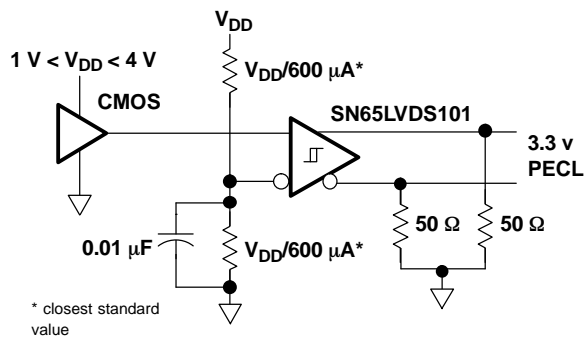 VDD
1 V < VDD < 4 V
VDD/600 μA*
CMOS
SN65LVDS101
3.3 v
PECL
50 Ω
50 Ω
0.01 μF
VDD/600 μA*
* closest standard
value